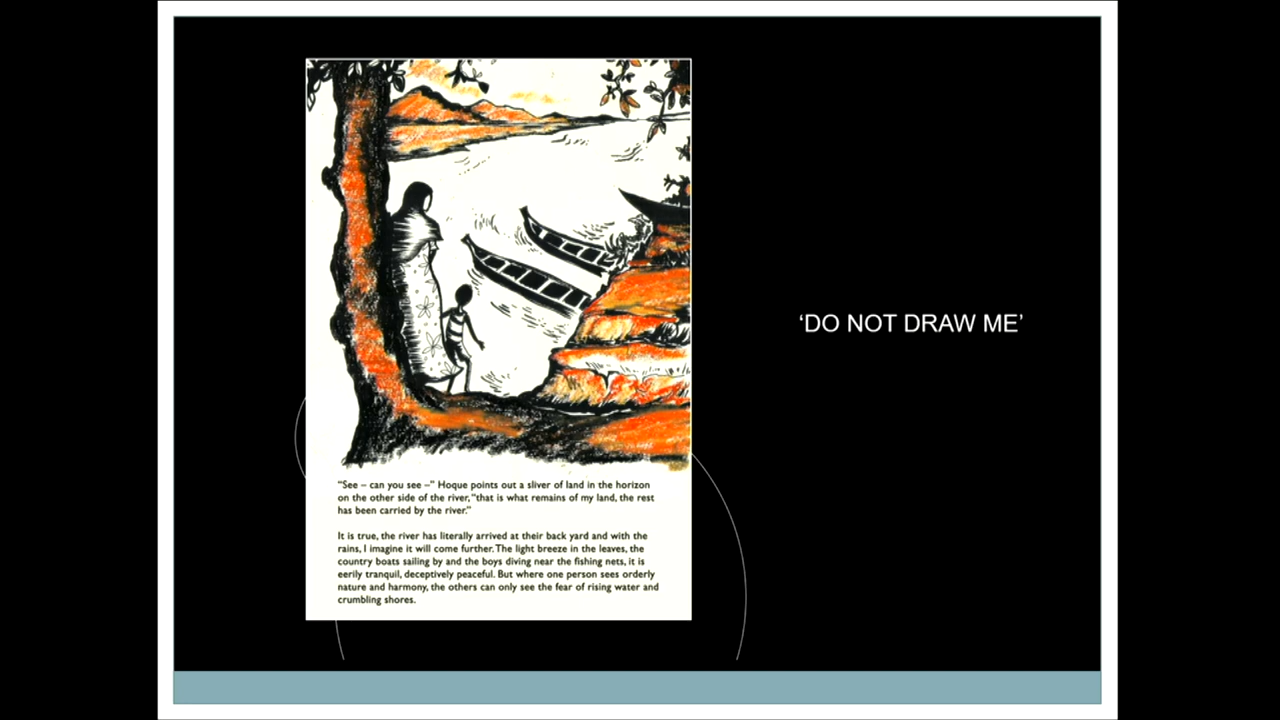 “See – can you see –” Hoque points out a sliver of land in the horizon
on the other side of the river, “that is what remains of my land, the rest
has been carried by the river.”
It is true, the river has literally arrived at their back yard and with the
rains, I imagine it will come further. The light breeze in the leaves, the
country boats sailing by and the boys diving near the fishing nets, it is
eerily tranquil, deceptively peaceful. But where one person sees orderly
nature and harmony, the others can only see the fear of rising water and
crumbling shores.
‘DO NOT DRAW ME’